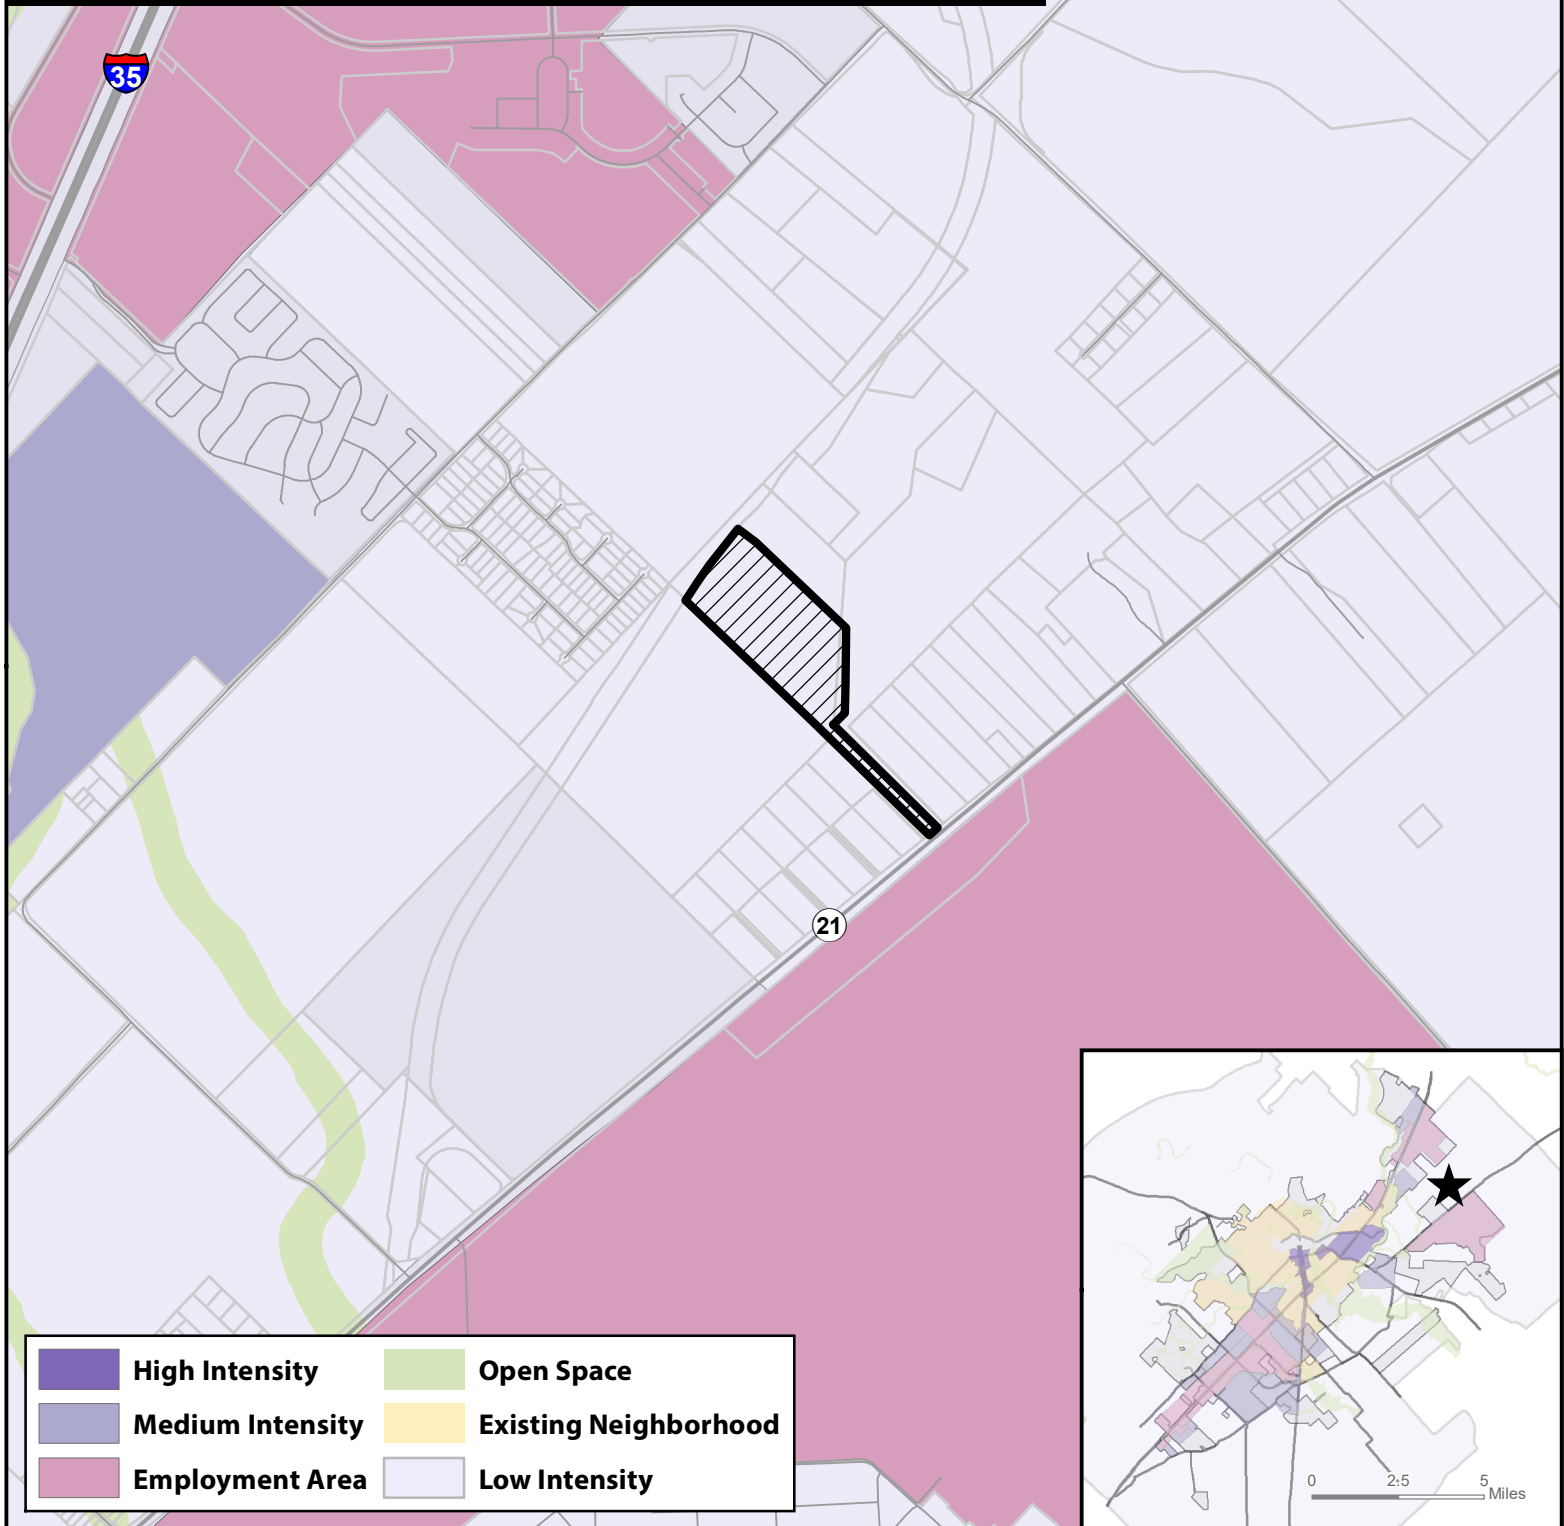 35
21
High Intensity
Open Space
Medium Intensity
Existing Neighborhood
Employment Area
Low Intensity
0 2.5 5
Miles